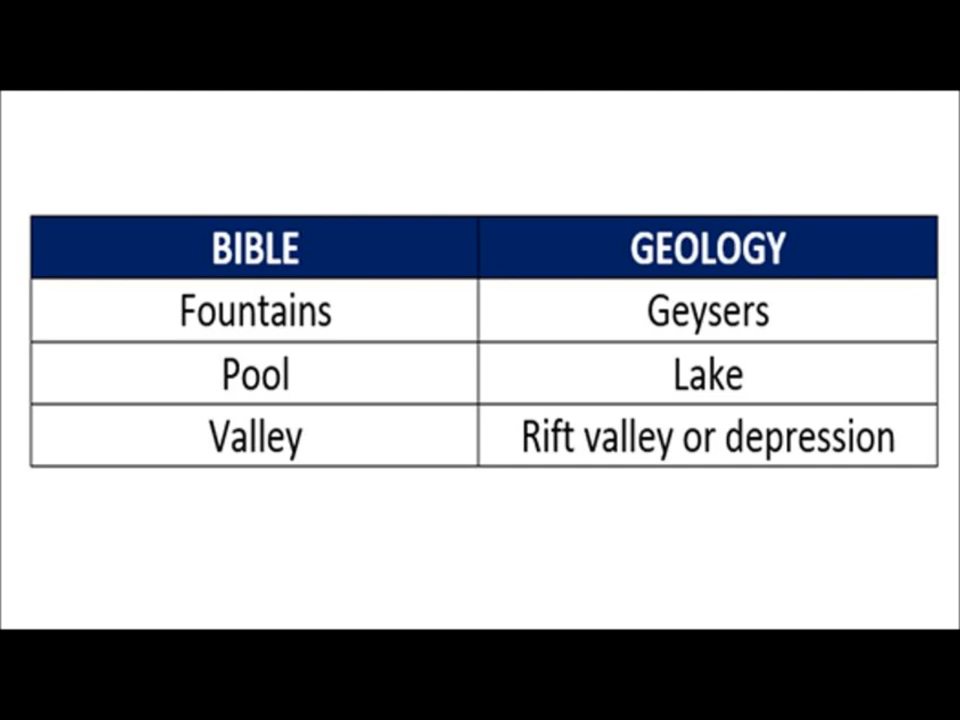 BIBLE GEOLOGY
Fountains Geysers
Pool Lake
Valley Rift valley or depression